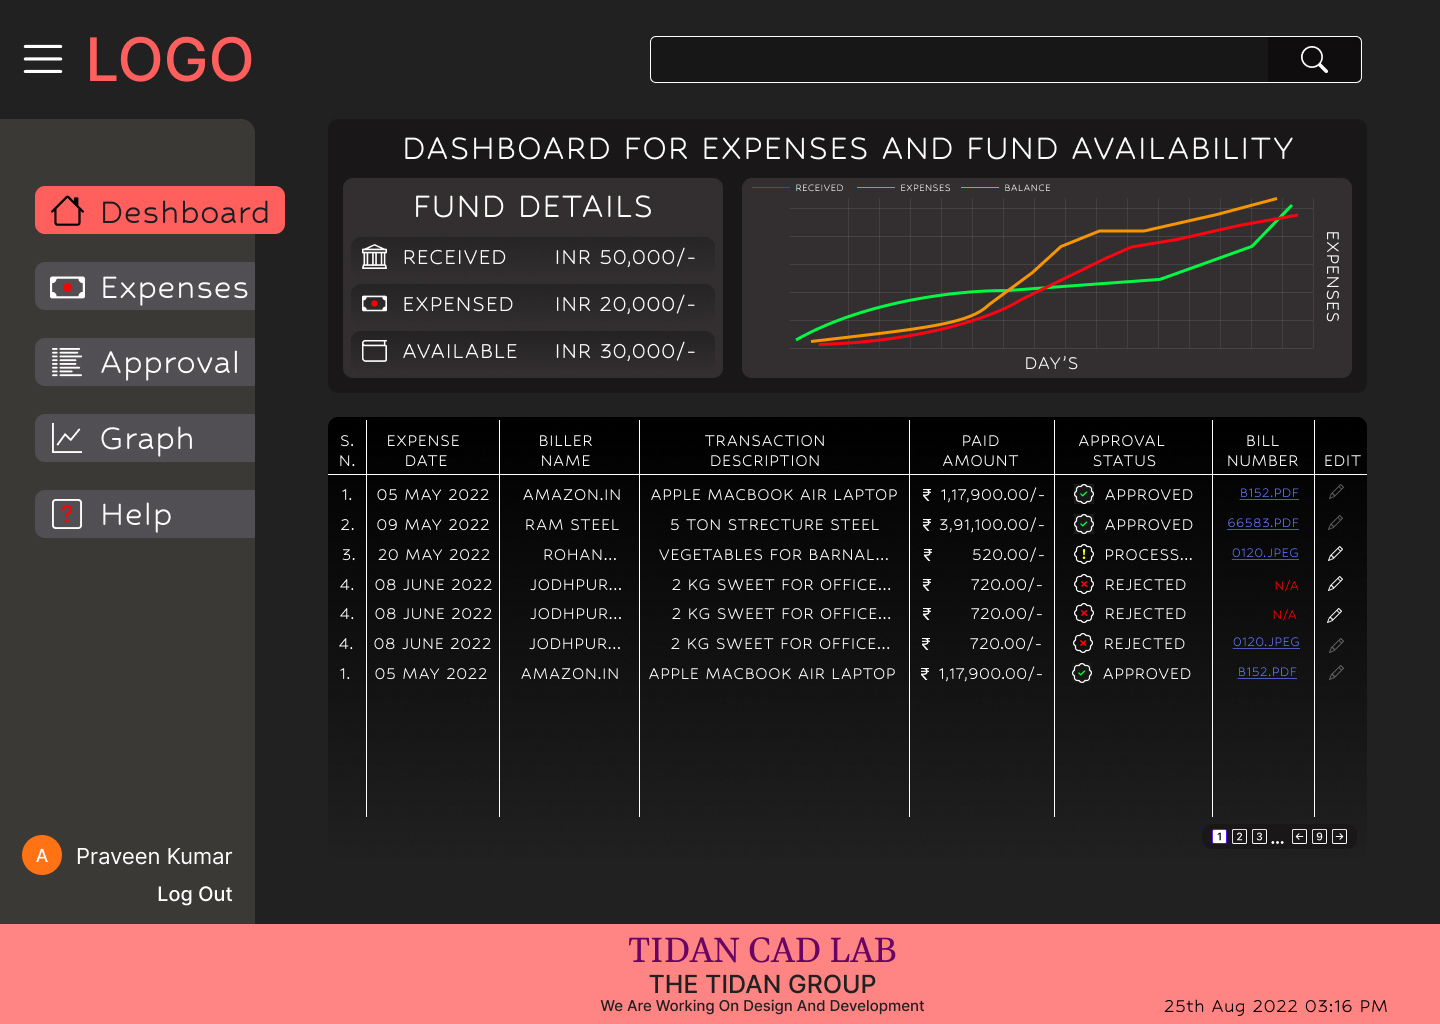 LOGO
DASHBOARD FOR EXPENSES AND FUND AVAILABILITY
Deshboard
Expenses
Approval
Graph
? Help
FUND DETAILS
RECEIVED INR 50,000/-
EXPENSED INR 20,000/-
AVAILABLE INR 30,000/-
RECEIVED EXPENSES BALANCE
EXPENSES
DAY'S
S. N. EXPENSE DATE BILLER NAME TRANSACTION DESCRIPTION PAID AMOUNT APPROVAL STATUS BILL NUMBER EDIT
1. 05 MAY 2022 AMAZON.IN APPLE MACBOOK AIR LAPTOP ₹ 1,17,900.00/- APPROVED B152.PDF
2. 09 MAY 2022 RAM STEEL 5 TON STRECTURE STEEL ₹ 3,91,100.00/- APPROVED 66583.PDF
3. 20 MAY 2022 ROHAN... VEGETABLES FOR BARNAL... ₹ 520.00/- ! PROCESS... 0120.JPEG
4. 08 JUNE 2022 JODHPUR... 2 KG SWEET FOR OFFICE... ₹ 720.00/- REJECTED N/A
4. 08 JUNE 2022 JODHPUR... 2 KG SWEET FOR OFFICE... ₹ 720.00/- REJECTED N/A
4. 08 JUNE 2022 JODHPUR... 2 KG SWEET FOR OFFICE... ₹ 720.00/- REJECTED 0120.JPEG
1. 05 MAY 2022 AMAZON.IN APPLE MACBOOK AIR LAPTOP ₹ 1,17,900.00/- APPROVED B152.PDF
1 2 3 ... ← 9 →
A Praveen Kumar
Log Out
TIDAN CAD LAB
THE TIDAN GROUP
We Are Working On Design And Development
25th Aug 2022 03:16 PM